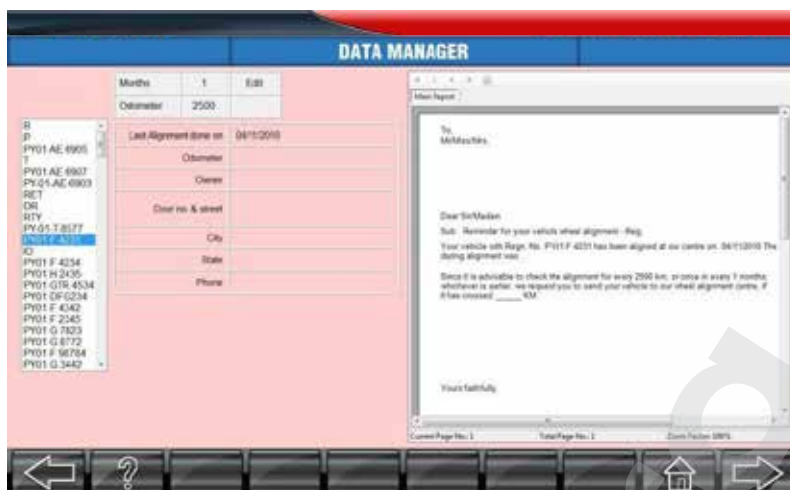 DATA MANAGER
Months 1 Edit
Odometer 2500
R
P
PY01-AE 6905
T
PY01 AE 6907
PY-01-AE-6903
RET
DR
RTY
PY-01-T-8577
PY01 F 4231
IO
PY01 F 4234
PY01 H 2435
PY01 GTR 4534
PY01 DFG234
PY01 F 4342
PY01 F 2345
PY01 G 7823
PY01 G 8772
PY01 F 98784
PY01 G 3442
Last Alignment done on 04/11/2010
Odometer
Owner
Door no. & street
City
State
Phone
Main Report
To,
Mr/Mas/Mrs,
Dear Sir/Madam
Sub: Reminder for your vehicle wheel alignment - Reg.
Your vehicle with Regn. No. PY01 F 4231 has been aligned at our centre on 04/11/2010 The
during alignment was
Since it is advisable to check the alignment for every 2500 km, or once in every 1 months,
whichever is earlier, we request you to send your vehicle to our wheel alignment centre, if
it has crossed ______ KM.
Yours faithfully,
Current Page No.: 1 Total Page No.: 1 Zoom Factor: 100%
?